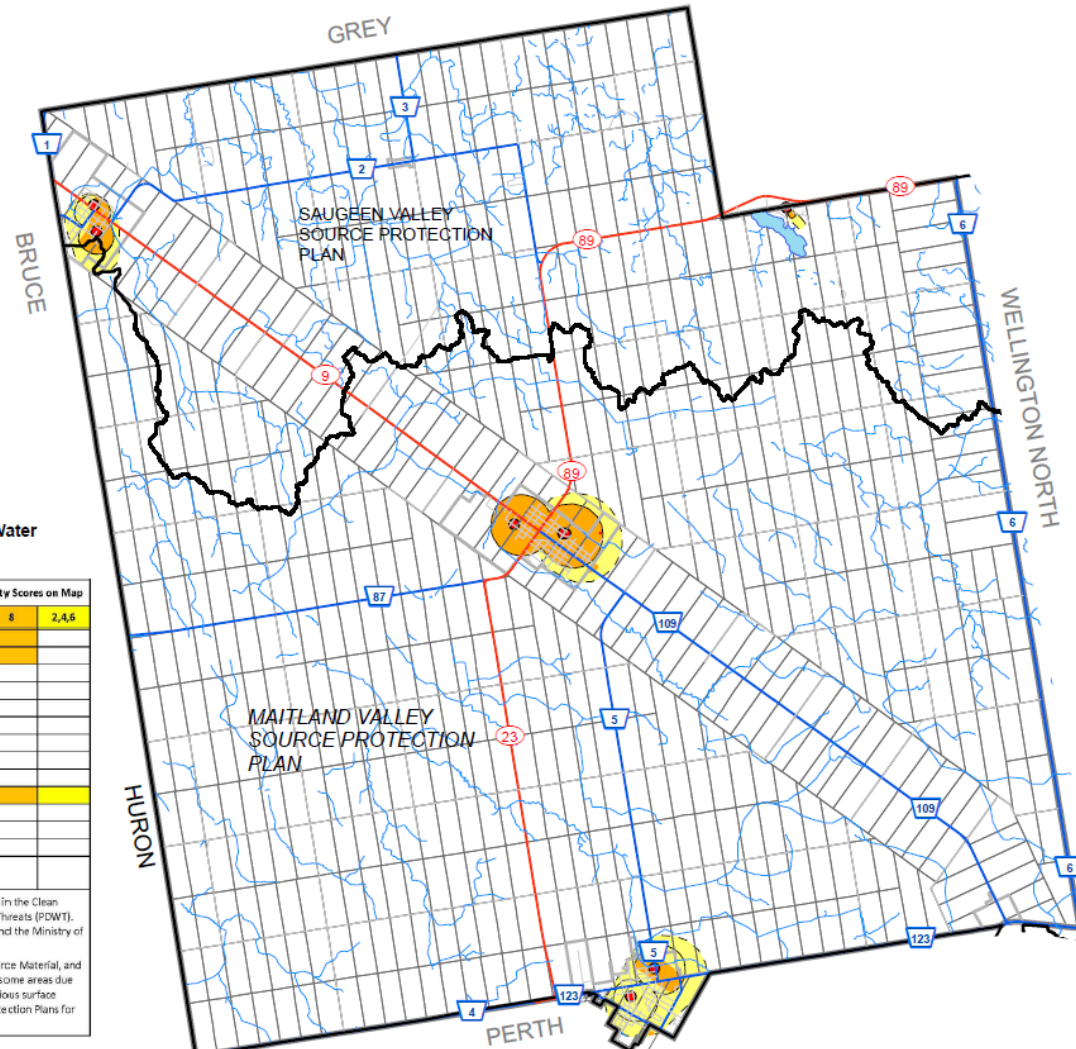 GREY
3
1
2
89
6
SAUGEEN VALLEY
SOURCE PROTECTION
PLAN
89
BRUCE
WELLINGTON NORTH
9
89
6
Water
ty Scores on Map
8 2,4,6
87
109
MAITLAND VALLEY
SOURCE PROTECTION
PLAN
5
23
HURON
109
6
in the Clean
Threats (PDWT).
and the Ministry of
rce Material, and
some areas due
ious surface
tection Plans for
123
5
123
4
PERTH